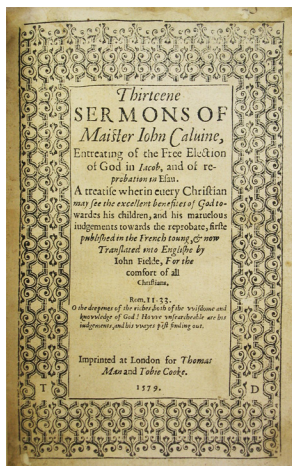 Thirteene
SERMONS OF
Maister Iohn Caluine,
Entreating of the Free Election
of God in Iacob, and of re-
probation in Esau.
A treatise wherin euery Christian
may see the excellent benefites of God to-
wardes his children, and his maruelous
iudgements towards the reprobate, firste
published in the French toung, & now
Translated into Englishe by
Iohn Fielde, For the
comfort of all
Christians.
Rom. 11. 33.
O the deepenes of the riches, both of the wisdome and
knowledge of God! Howe vnsearcheable are his
iudgements, and his wayes past finding out.
Imprinted at London for Thomas
Man and Tobie Cooke.
1579.
T D